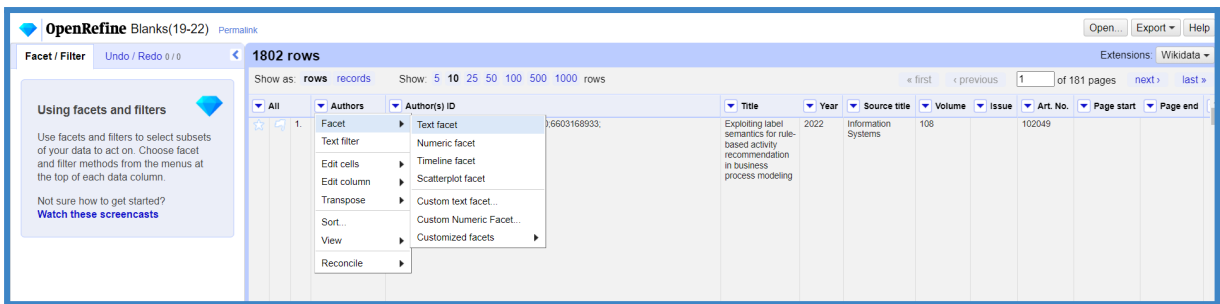 OpenRefine Blanks(19-22) Permalink
Open... Export Help
Facet / Filter Undo / Redo 0 / 0
1802 rows
Extensions: Wikidata
Show as: rows records Show: 5 10 25 50 100 500 1000 rows
« first ‹ previous 1 of 181 pages next › last »
Using facets and filters
Use facets and filters to select subsets
of your data to act on. Choose facet
and filter methods from the menus at
the top of each data column.
Not sure how to get started?
Watch these screencasts
All Authors Author(s) ID Title Year Source title Volume Issue Art. No. Page start Page end
1.
0;6603168933;
Exploiting label
semantics for rule-
based activity
recommendation
in business
process modeling
2022
Information
Systems
108
102049
Facet
Text filter
Edit cells
Edit column
Transpose
Sort...
View
Reconcile
Text facet
Numeric facet
Timeline facet
Scatterplot facet
Custom text facet...
Custom Numeric Facet...
Customized facets